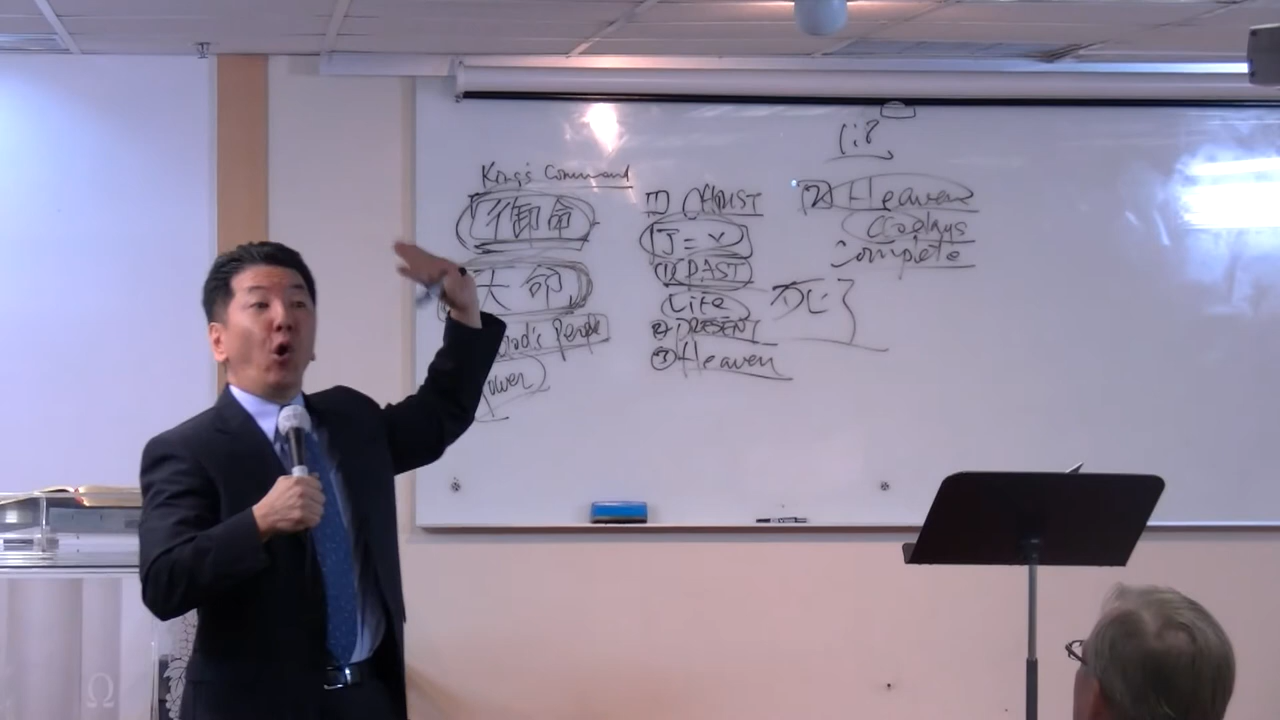 King's Command
御命
大命
God's People
Power
1) CHRIST
J = X
① PAST
Life
② PRESENT
③ Heaven
死
(2) Heaven
Complete
Ω